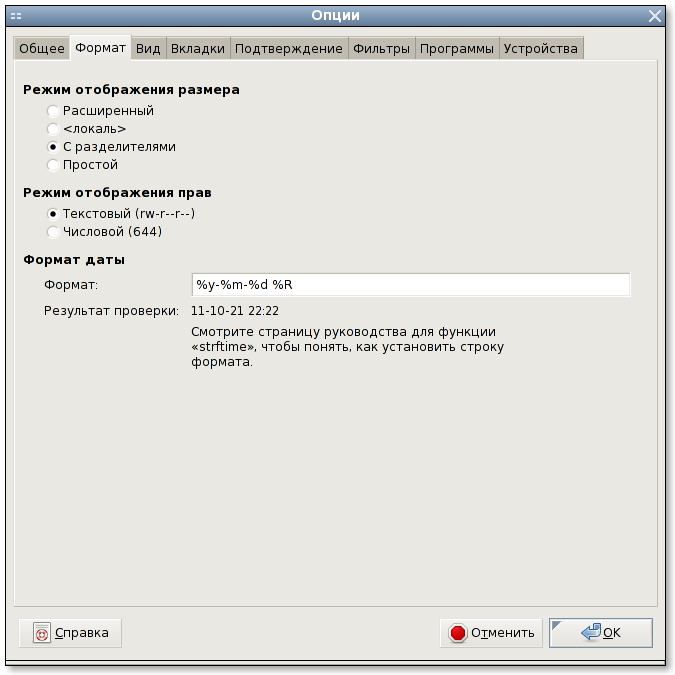 Опции
Общее Формат Вид Вкладки Подтверждение Фильтры Программы Устройства
Режим отображения размера
Расширенный
<локаль>
С разделителями
Простой
Режим отображения прав
Текстовый (rw-r--r--)
Числовой (644)
Формат даты
Формат: %y-%m-%d %R
Результат проверки: 11-10-21 22:22
Смотрите страницу руководства для функции
«strftime», чтобы понять, как установить строку
формата.
Справка Отменить OK